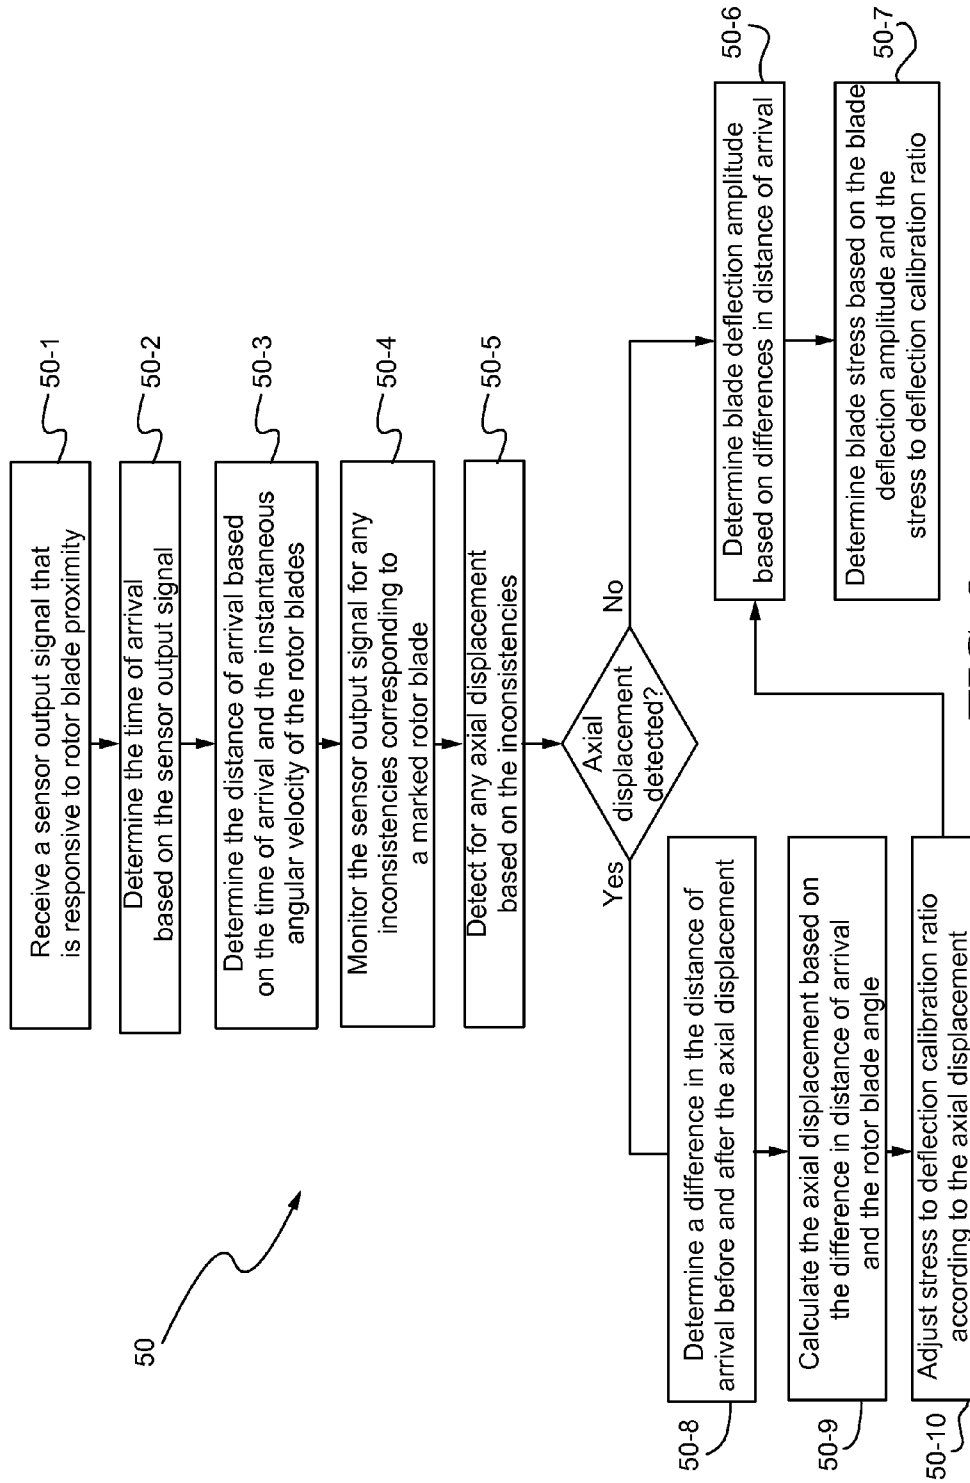 50
Receive a sensor output signal that
is responsive to rotor blade proximity
50-1
Determine the time of arrival
based on the sensor output signal
50-2
Determine the distance of arrival based
on the time of arrival and the instantaneous
angular velocity of the rotor blades
50-3
Monitor the sensor output signal for any
inconsistencies corresponding to
a marked rotor blade
50-4
Detect for any axial displacement
based on the inconsistencies
50-5
Axial
displacement
detected?
Yes
No
Determine blade deflection amplitude
based on differences in distance of arrival
50-6
Determine blade stress based on the blade
deflection amplitude and the
stress to deflection calibration ratio
50-7
Determine a difference in the distance of
arrival before and after the axial displacement
50-8
Calculate the axial displacement based on
the difference in distance of arrival
and the rotor blade angle
50-9
Adjust stress to deflection calibration ratio
according to the axial displacement
50-10